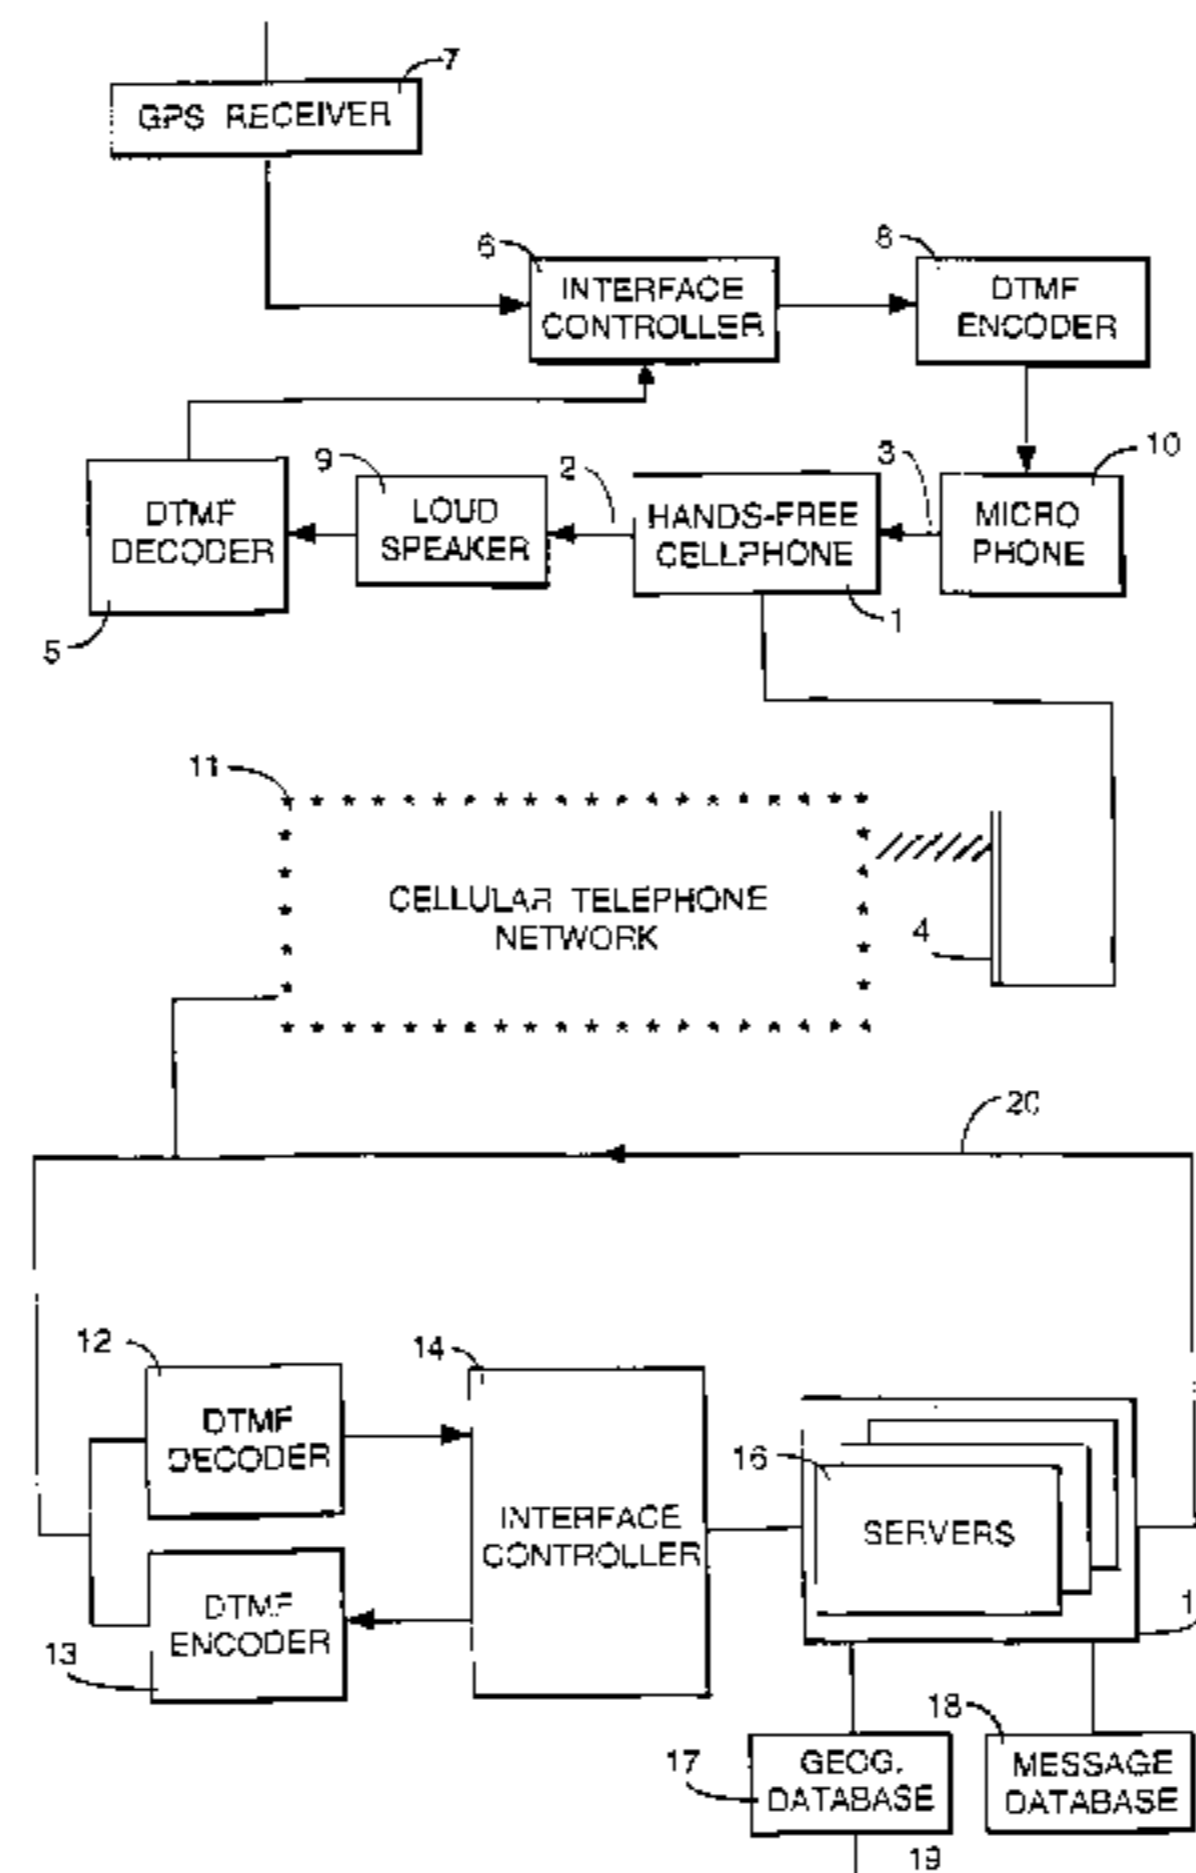 7
GPS RECEIVER
6
8
INTERFACE
CONTROLLER
DTMF
ENCODER
9
2
3
10
DTMF
DECODER
LOUD
SPEAKER
HANDS-FREE
CELLPHONE
MICRO
PHONE
5
1
11
CELLULAR TELEPHONE
NETWORK
4
20
12
14
DTMF
DECODER
16
INTERFACE
CONTROLLER
SERVERS
DTMF
ENCODER
13
1
18
17
GEOG.
DATABASE
MESSAGE
DATABASE
19